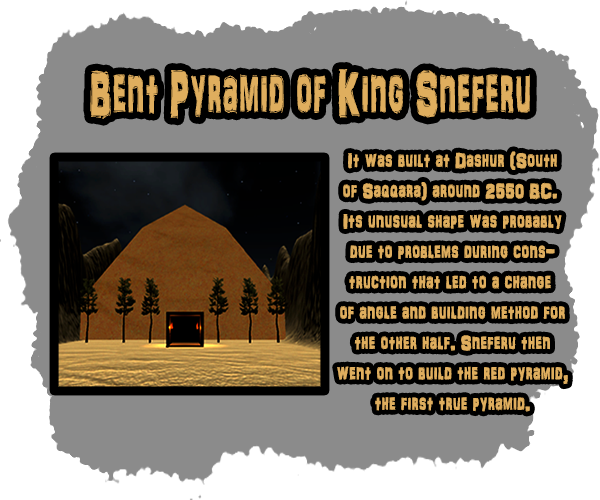 Bent Pyramid of King Sneferu
It was built at Dashur (South
of Saqqara) around 2550 BC.
Its unusual shape was probably
due to problems during cons-
truction that led to a change
of angle and building method for
the other half. Sneferu then
went on to build the red pyramid,
the first true pyramid.